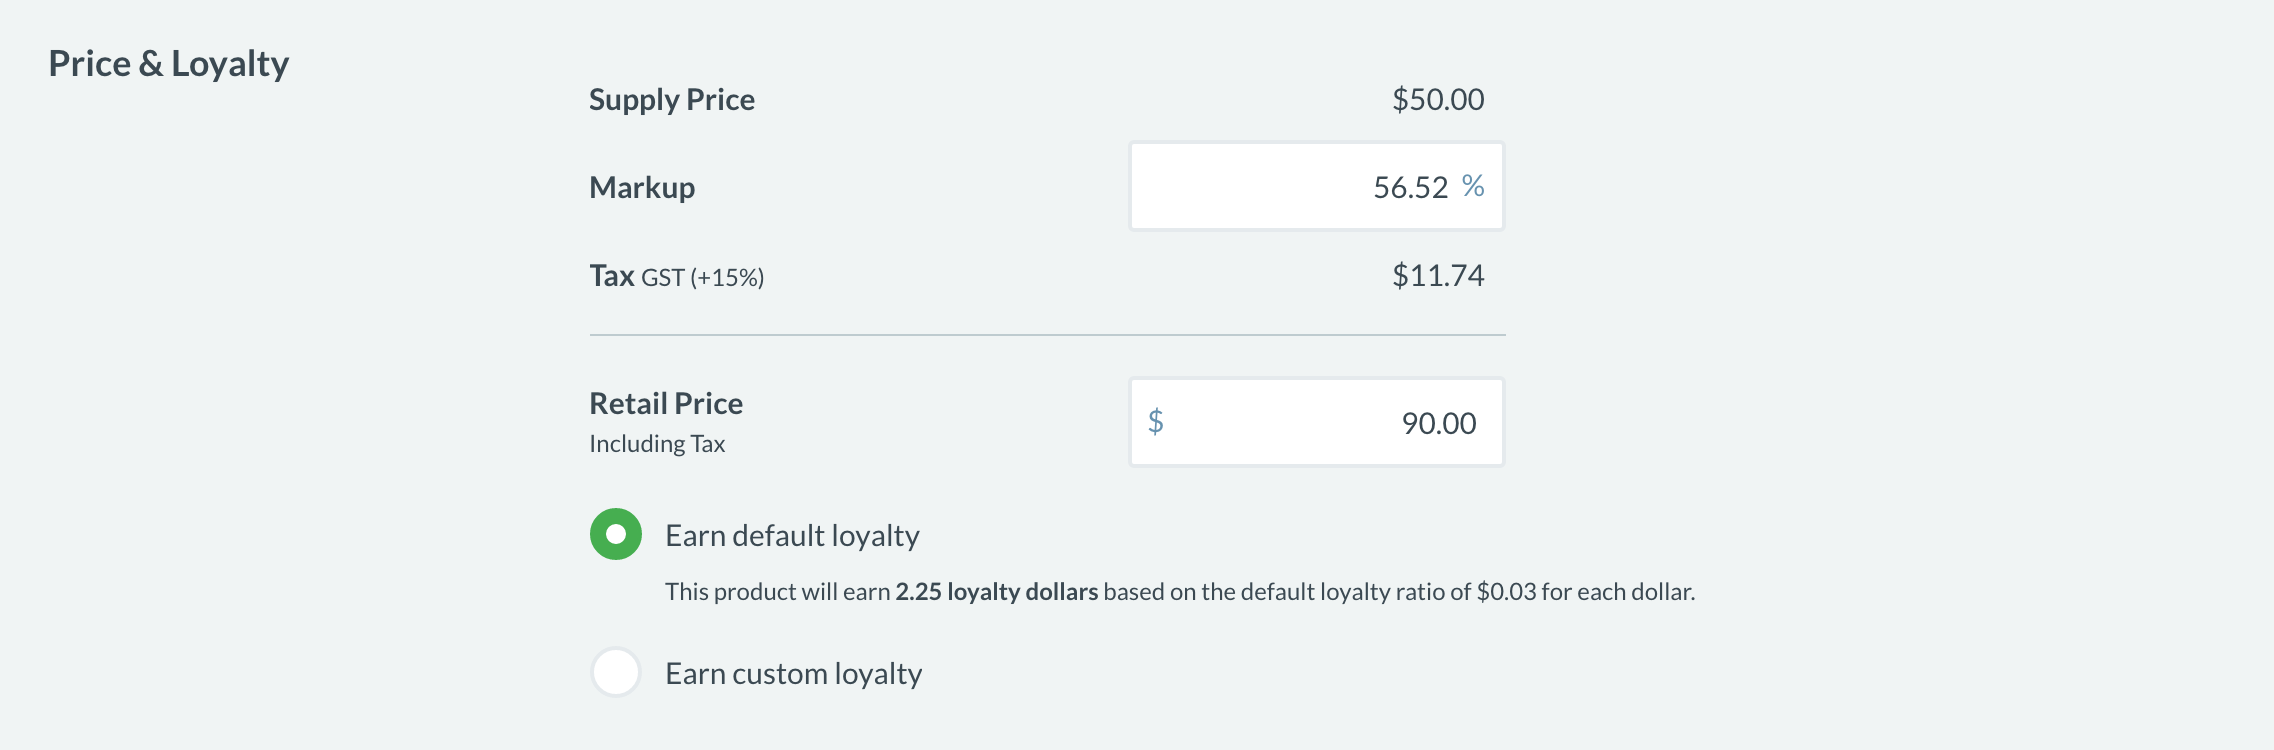 Price & Loyalty
Supply Price $50.00
Markup 56.52 %
Tax GST (+15%) $11.74
Retail Price $ 90.00
Including Tax
Earn default loyalty
This product will earn 2.25 loyalty dollars based on the default loyalty ratio of $0.03 for each dollar.
Earn custom loyalty